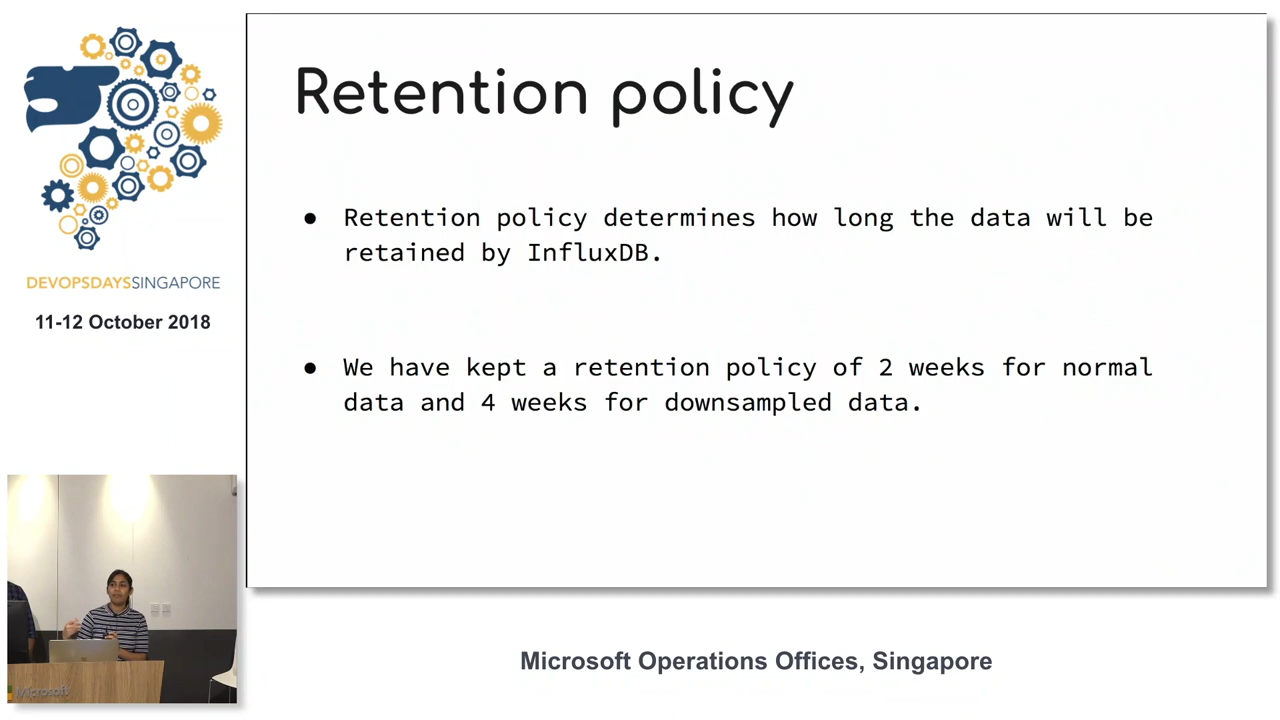 Retention policy
● Retention policy determines how long the data will be
retained by InfluxDB.
● We have kept a retention policy of 2 weeks for normal
data and 4 weeks for downsampled data.
DEVOPSDAYSSINGAPORE
11-12 October 2018
Microsoft
Microsoft Operations Offices, Singapore